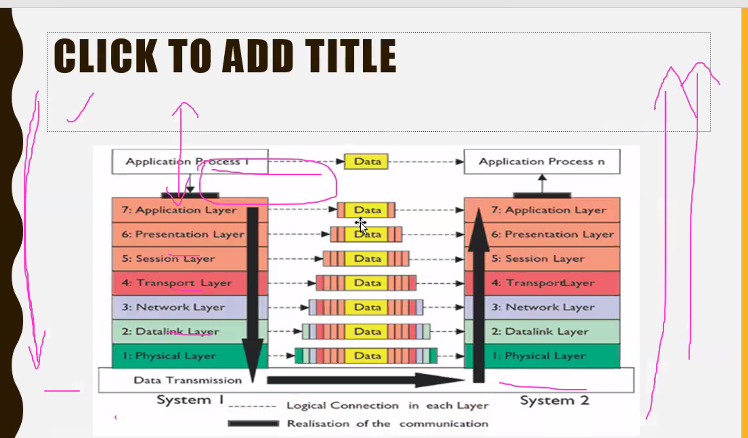 CLICK TO ADD TITLE
Application Process 1 Data Application Process n
7: Application Layer Data 7: Application Layer
6: Presentation Layer Data 6: Presentation Layer
5: Session Layer Data 5: Session Layer
4: Transport Layer Data 4: TransportLayer
3: Network Layer Data 3: Network Layer
2: Datalink Layer Data 2: Datalink Layer
1: Physical Layer Data 1: Physical Layer
Data Transmission
System 1 System 2
Logical Connection in each Layer
Realisation of the communication